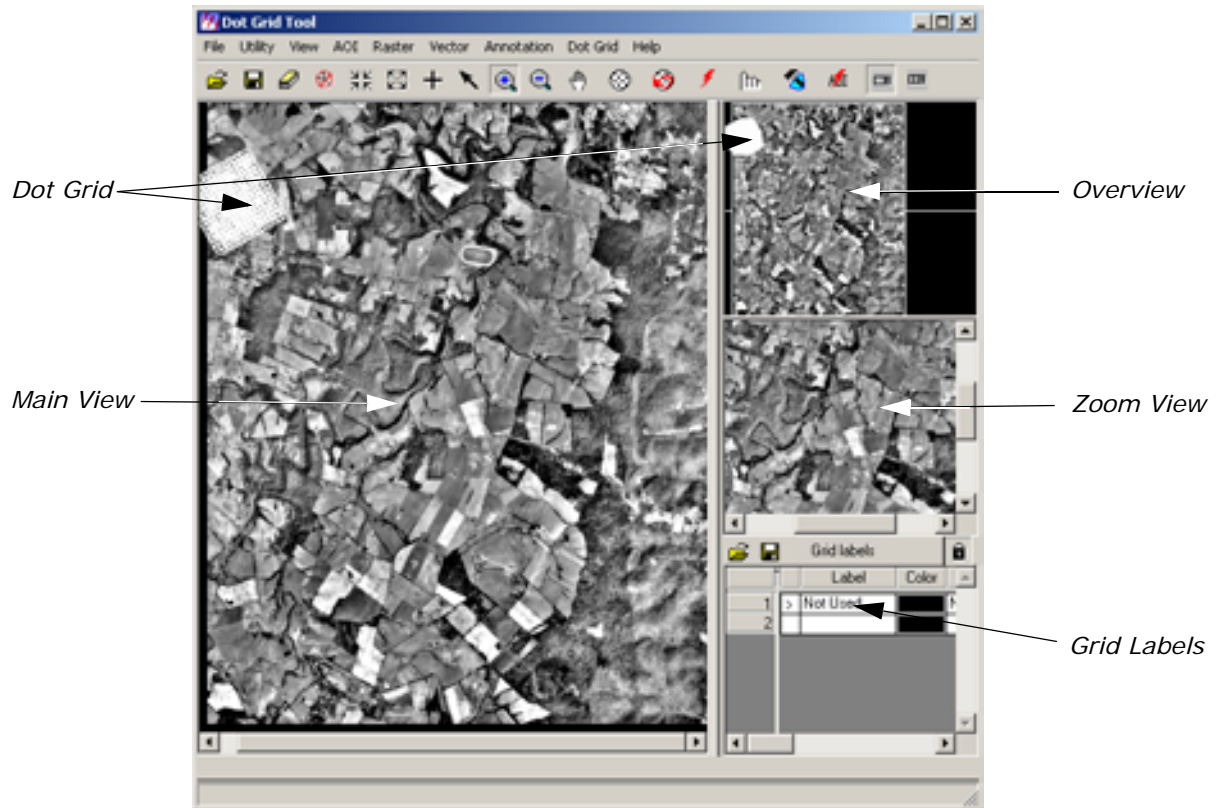 Dot Grid Tool
File Utility View AOI Raster Vector Annotation Dot Grid Help
Dot Grid
Overview
Main View
Zoom View
Grid labels
Label Color
1 > Not Used N
2
Grid Labels